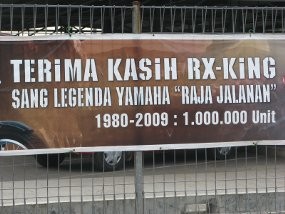 TERiMA KASiH RX-KiNG
SANG LEGENDA YAMAHA "RAJA JALANAN"
1980-2009 : 1.000.000 Unit